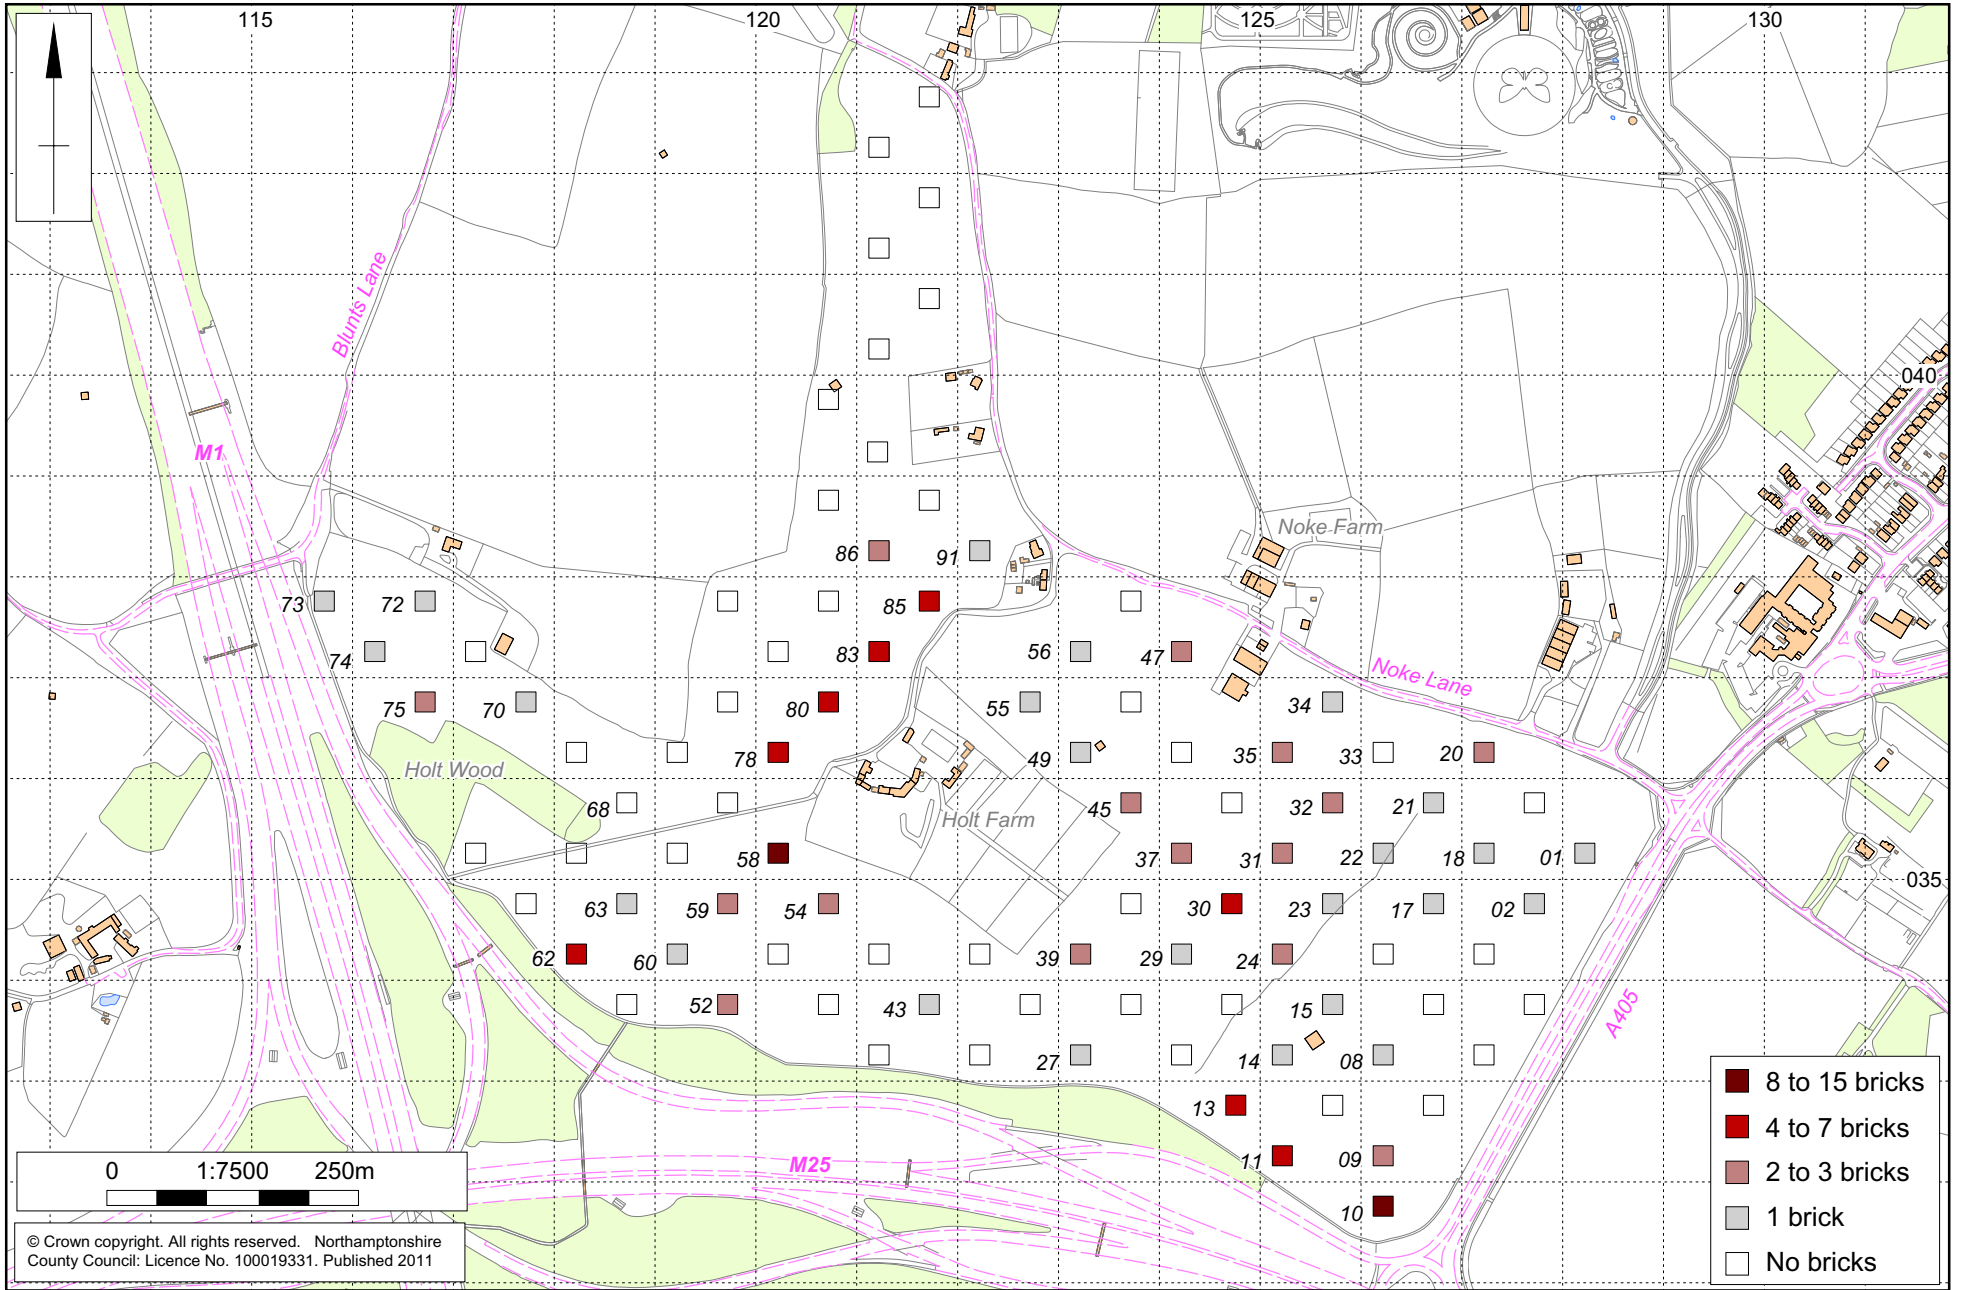 115 120 125 130
Blunts Lane
040
M1
Noke Farm
86 91
73 72 85
74 83 56 47
Noke Lane
75 70 80 55 34
Holt Wood 78 49 35 33 20
68 Holt Farm 45 32 21
58 37 31 22 18 01
035
63 59 54 30 23 17 02
62 60 39 29 24
52 43 15
A405
27 14 08
13
M25 11 09
10
0 1:7500 250m
© Crown copyright. All rights reserved. Northamptonshire
County Council: Licence No. 100019331. Published 2011
8 to 15 bricks
4 to 7 bricks
2 to 3 bricks
1 brick
No bricks